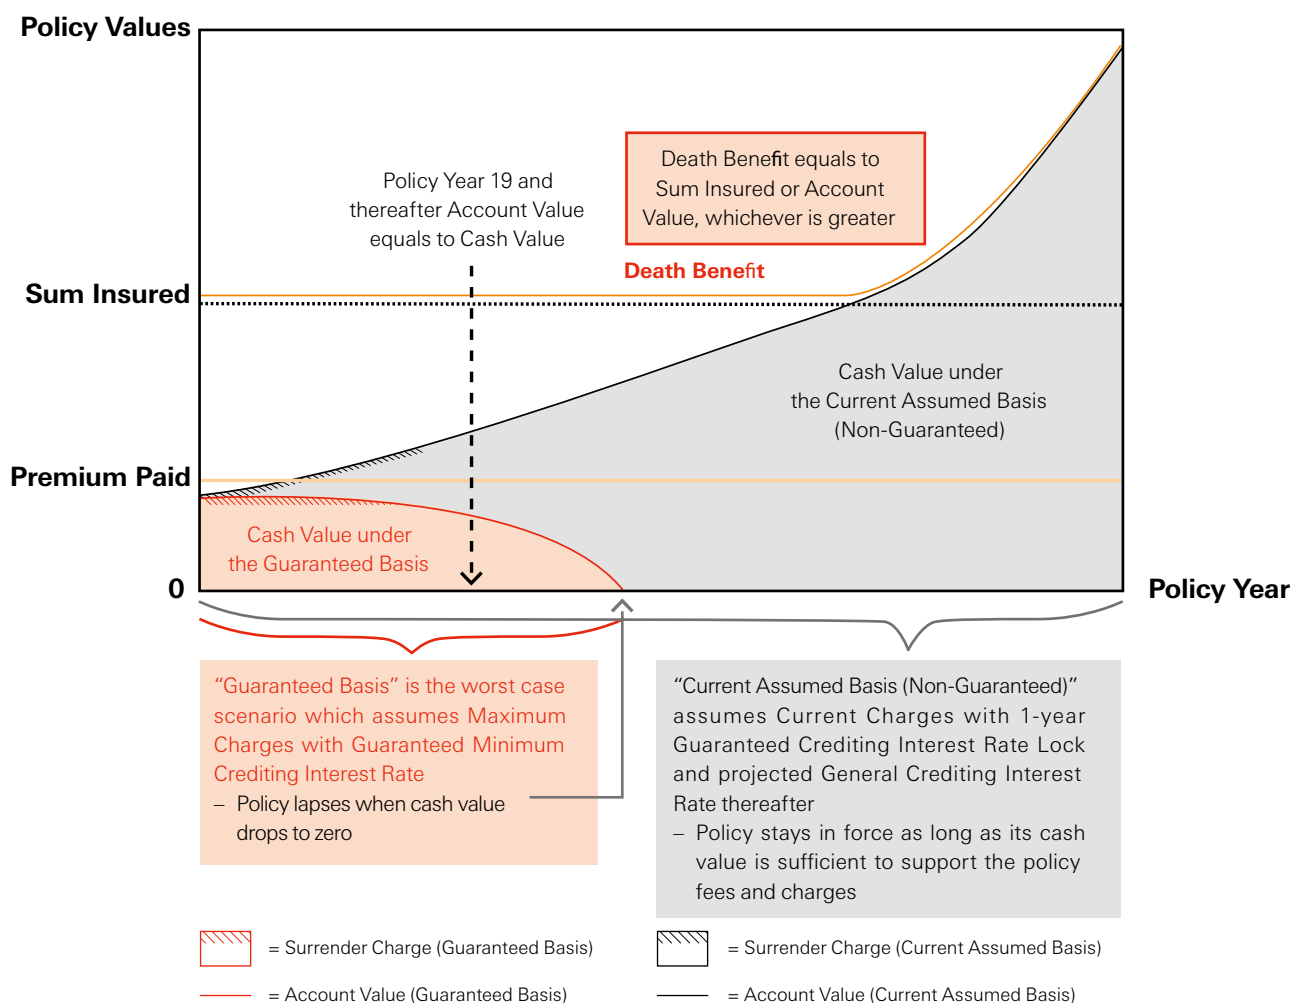 Policy Values
Death Benefit equals to
Sum Insured or Account
Value, whichever is greater
Policy Year 19 and
thereafter Account Value
equals to Cash Value
Death Benefit
Sum Insured
Cash Value under
the Current Assumed Basis
(Non-Guaranteed)
Premium Paid
Cash Value under
the Guaranteed Basis
0
Policy Year
“Guaranteed Basis” is the worst case
scenario which assumes Maximum
Charges with Guaranteed Minimum
Crediting Interest Rate
– Policy lapses when cash value
drops to zero
“Current Assumed Basis (Non-Guaranteed)”
assumes Current Charges with 1-year
Guaranteed Crediting Interest Rate Lock
and projected General Crediting Interest
Rate thereafter
– Policy stays in force as long as its cash
value is sufficient to support the policy
fees and charges
= Surrender Charge (Guaranteed Basis)
= Surrender Charge (Current Assumed Basis)
= Account Value (Guaranteed Basis)
= Account Value (Current Assumed Basis)